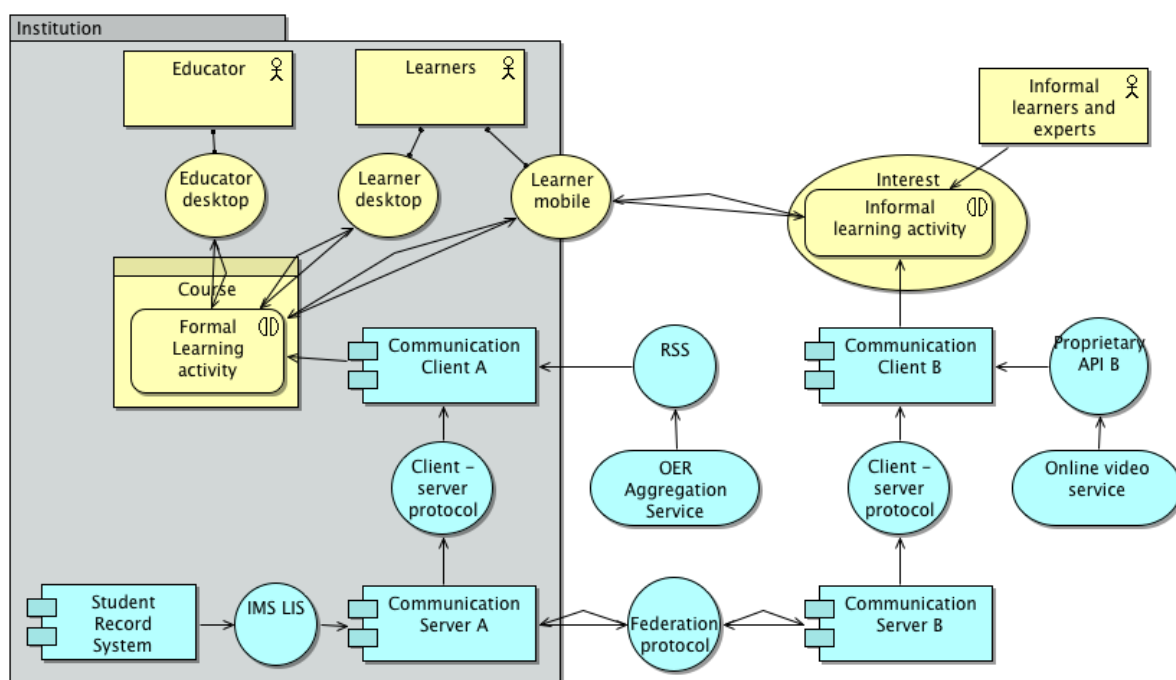 Institution
Educator
Learners
Informal
learners and
experts
Educator
desktop
Learner
desktop
Learner
mobile
Interest
Informal
learning activity
Course
Formal
Learning
activity
Communication
Client A
RSS
Communication
Client B
Proprietary
API B
Client -
server
protocol
OER
Aggregation
Service
Client -
server
protocol
Online video
service
Student
Record
System
IMS LIS
Communication
Server A
Federation
protocol
Communication
Server B